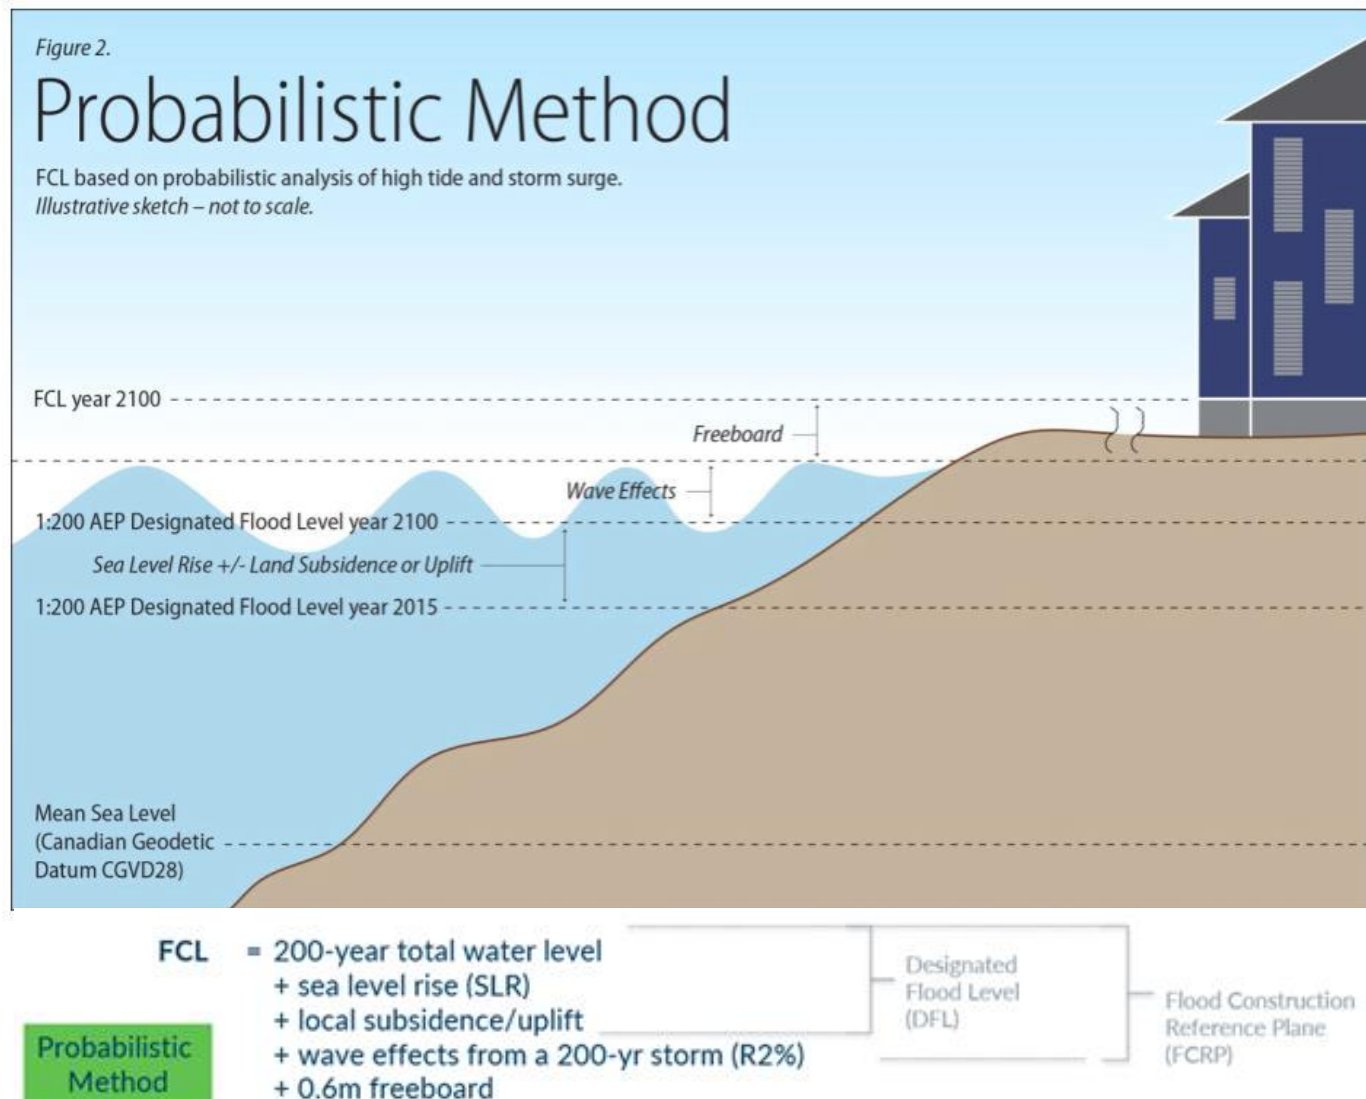 Figure 2.
Probabilistic Method
FCL based on probabilistic analysis of high tide and storm surge.
Illustrative sketch – not to scale.
FCL year 2100
Freeboard
Wave Effects
1:200 AEP Designated Flood Level year 2100
Sea Level Rise +/- Land Subsidence or Uplift
1:200 AEP Designated Flood Level year 2015
Mean Sea Level
(Canadian Geodetic
Datum CGVD28)
FCL = 200-year total water level
+ sea level rise (SLR)
+ local subsidence/uplift
+ wave effects from a 200-yr storm (R2%)
+ 0.6m freeboard
Designated
Flood Level
(DFL)
Flood Construction
Reference Plane
(FCRP)
Probabilistic
Method